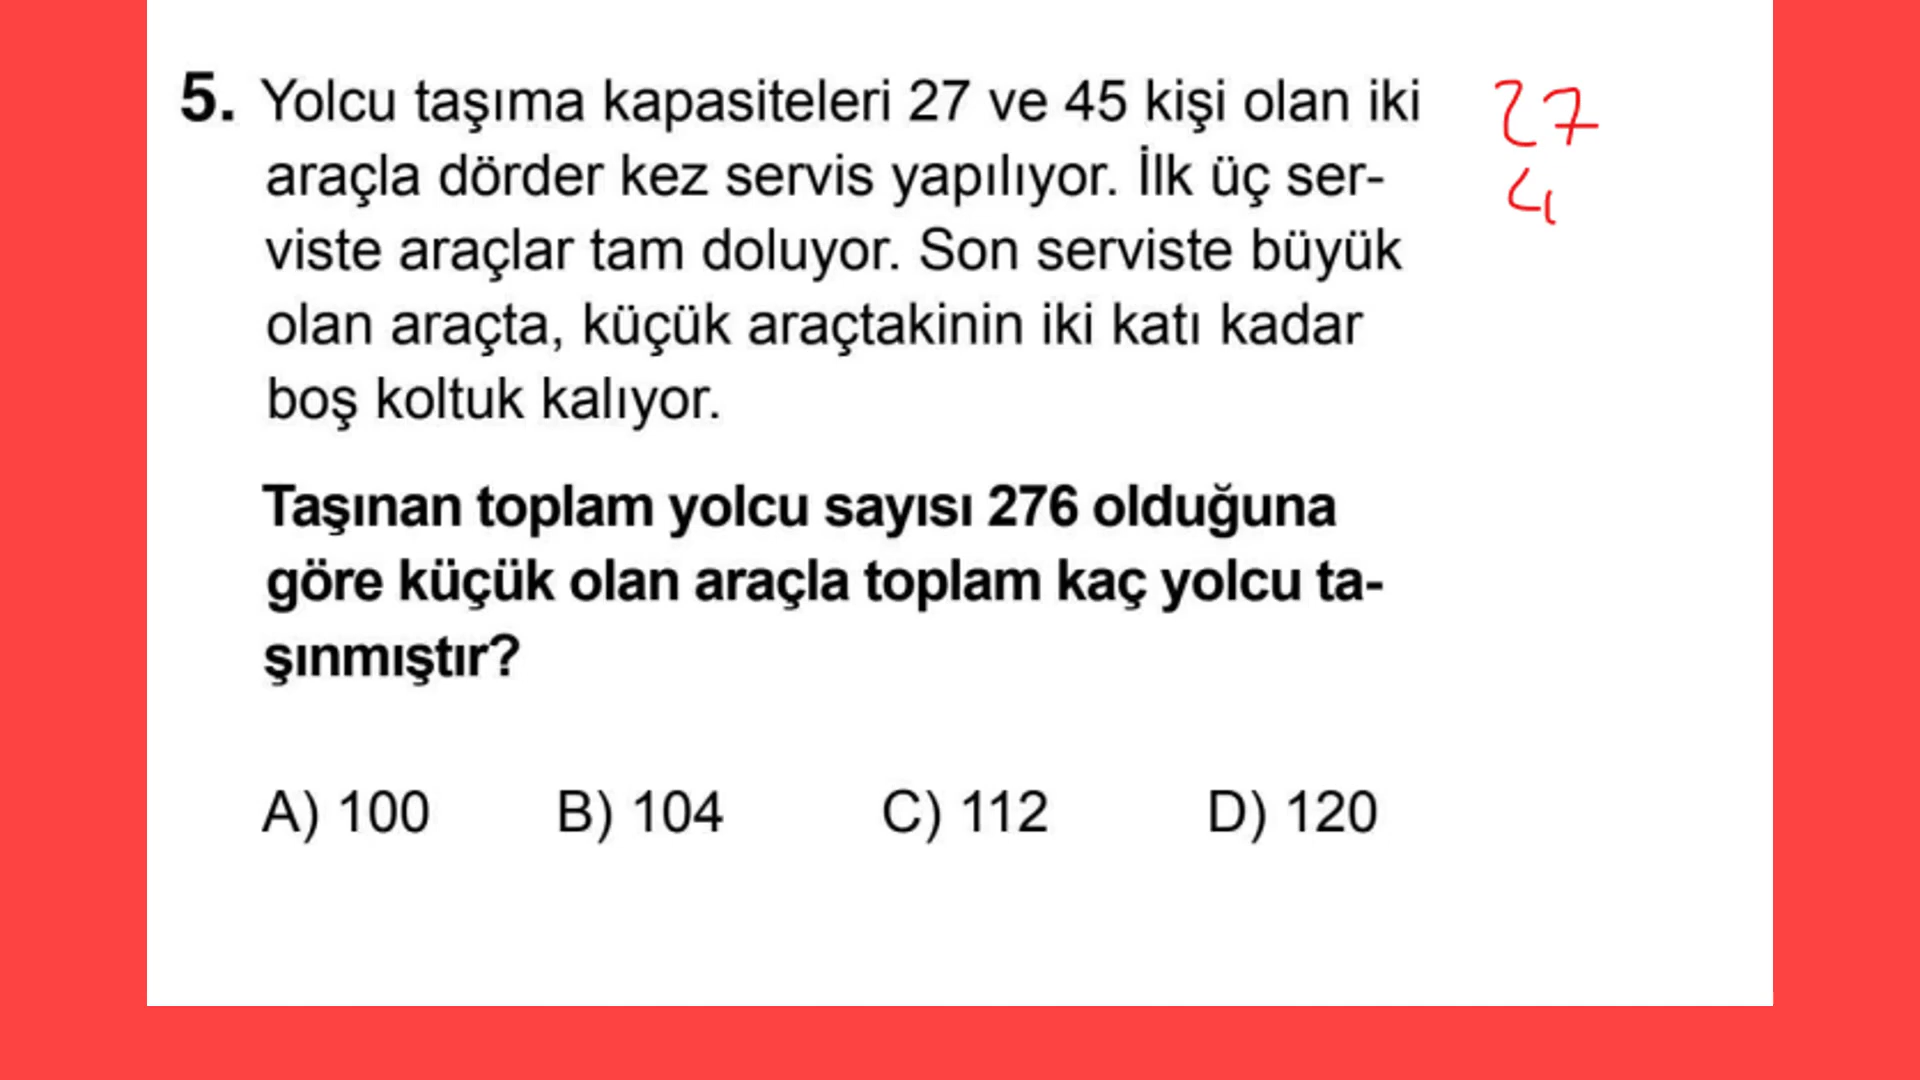 5. Yolcu taşıma kapasiteleri 27 ve 45 kişi olan iki
araçla dörder kez servis yapılıyor. İlk üç ser-
viste araçlar tam doluyor. Son serviste büyük
olan araçta, küçük araçtakinin iki katı kadar
boş koltuk kalıyor.
Taşınan toplam yolcu sayısı 276 olduğuna
göre küçük olan araçla toplam kaç yolcu ta-
şınmıştır?
A) 100 B) 104 C) 112 D) 120
27
4